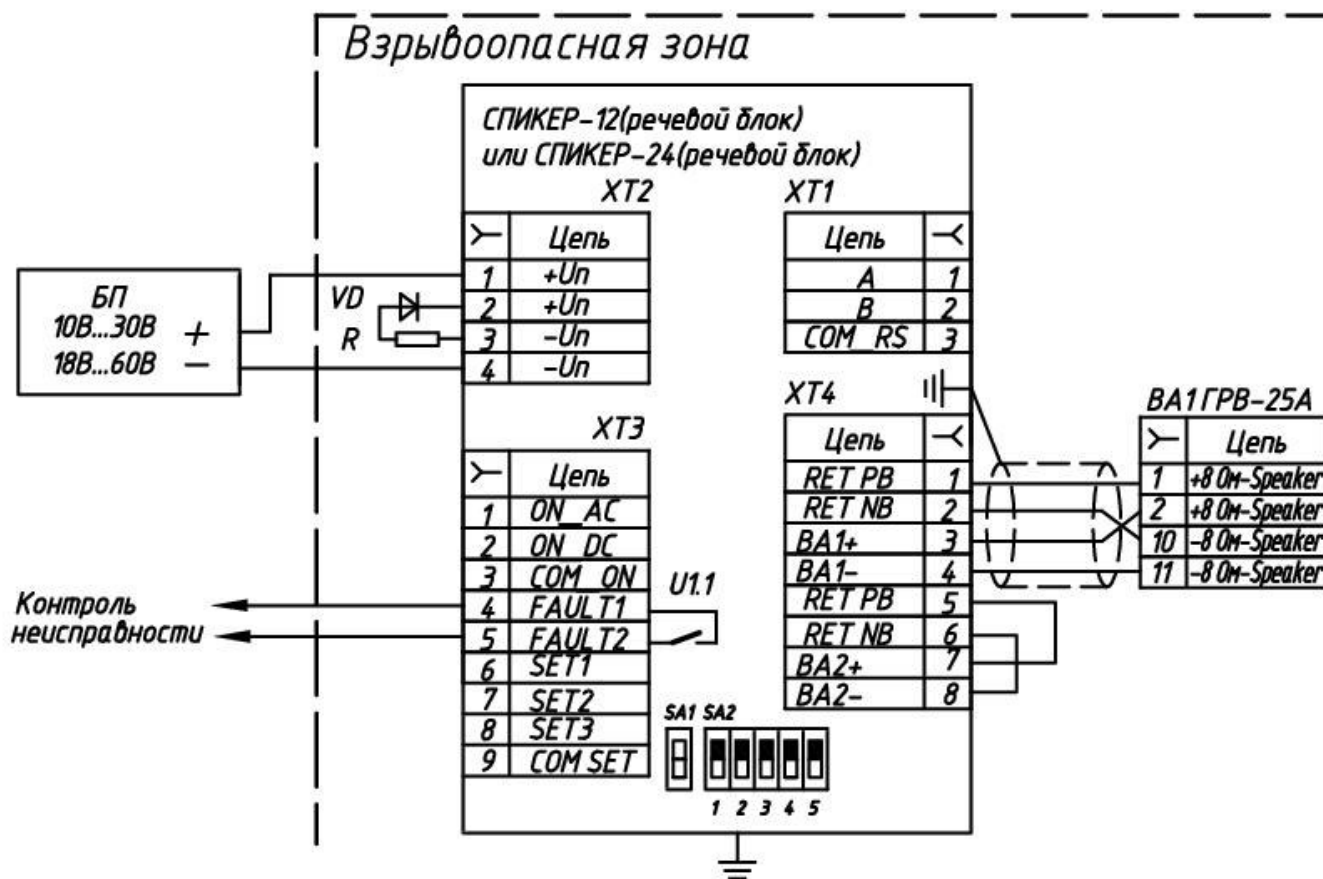 Взрывоопасная зона
СПИКЕР-12(речевой блок)
или СПИКЕР-24(речевой блок)
XT2
Цепь
1 +Uп
2 +Uп
3 -Uп
4 -Uп
БП
10В...30В +
18В...60В −
VD
R
XT1
Цепь
A 1
B 2
COM_RS 3
XT3
Цепь
1 ON_AC
2 ON_DC
3 COM_ON
4 FAULT1
5 FAULT2
6 SET1
7 SET2
8 SET3
9 COM SET
U1.1
Контроль
неисправности
XT4
Цепь
RET PB 1
RET NB 2
BA1+ 3
BA1- 4
RET PB 5
RET NB 6
BA2+ 7
BA2- 8
BA1 ГРВ-25А
Цепь
1 +8 Ом-Speaker
2 +8 Ом-Speaker
10 -8 Ом-Speaker
11 -8 Ом-Speaker
SA1 SA2
1 2 3 4 5